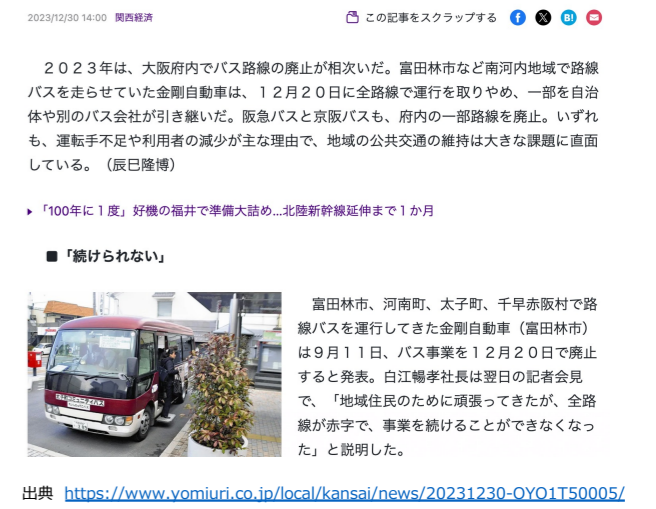 2023/12/30 14:00 関西経済
この記事をスクラップする
２０２３年は、大阪府内でバス路線の廃止が相次いだ。富田林市など南河内地域で路線
バスを走らせていた金剛自動車は、１２月２０日に全路線で運行を取りやめ、一部を自治
体や別のバス会社が引き継いだ。阪急バスと京阪バスも、府内の一部路線を廃止。いずれ
も、運転手不足や利用者の減少が主な理由で、地域の公共交通の維持は大きな課題に直面
している。（辰巳隆博）
「100年に１度」好機の福井で準備大詰め…北陸新幹線延伸まで１か月
■「続けられない」
富田林市、河南町、太子町、千早赤阪村で路
線バスを運行してきた金剛自動車（富田林市）
は９月１１日、バス事業を１２月２０日で廃止
すると発表。白江暢孝社長は翌日の記者会見
で、「地域住民のために頑張ってきたが、全路
線が赤字で、事業を続けることができなくなっ
た」と説明した。
出典 https://www.yomiuri.co.jp/local/kansai/news/20231230-OYO1T50005/